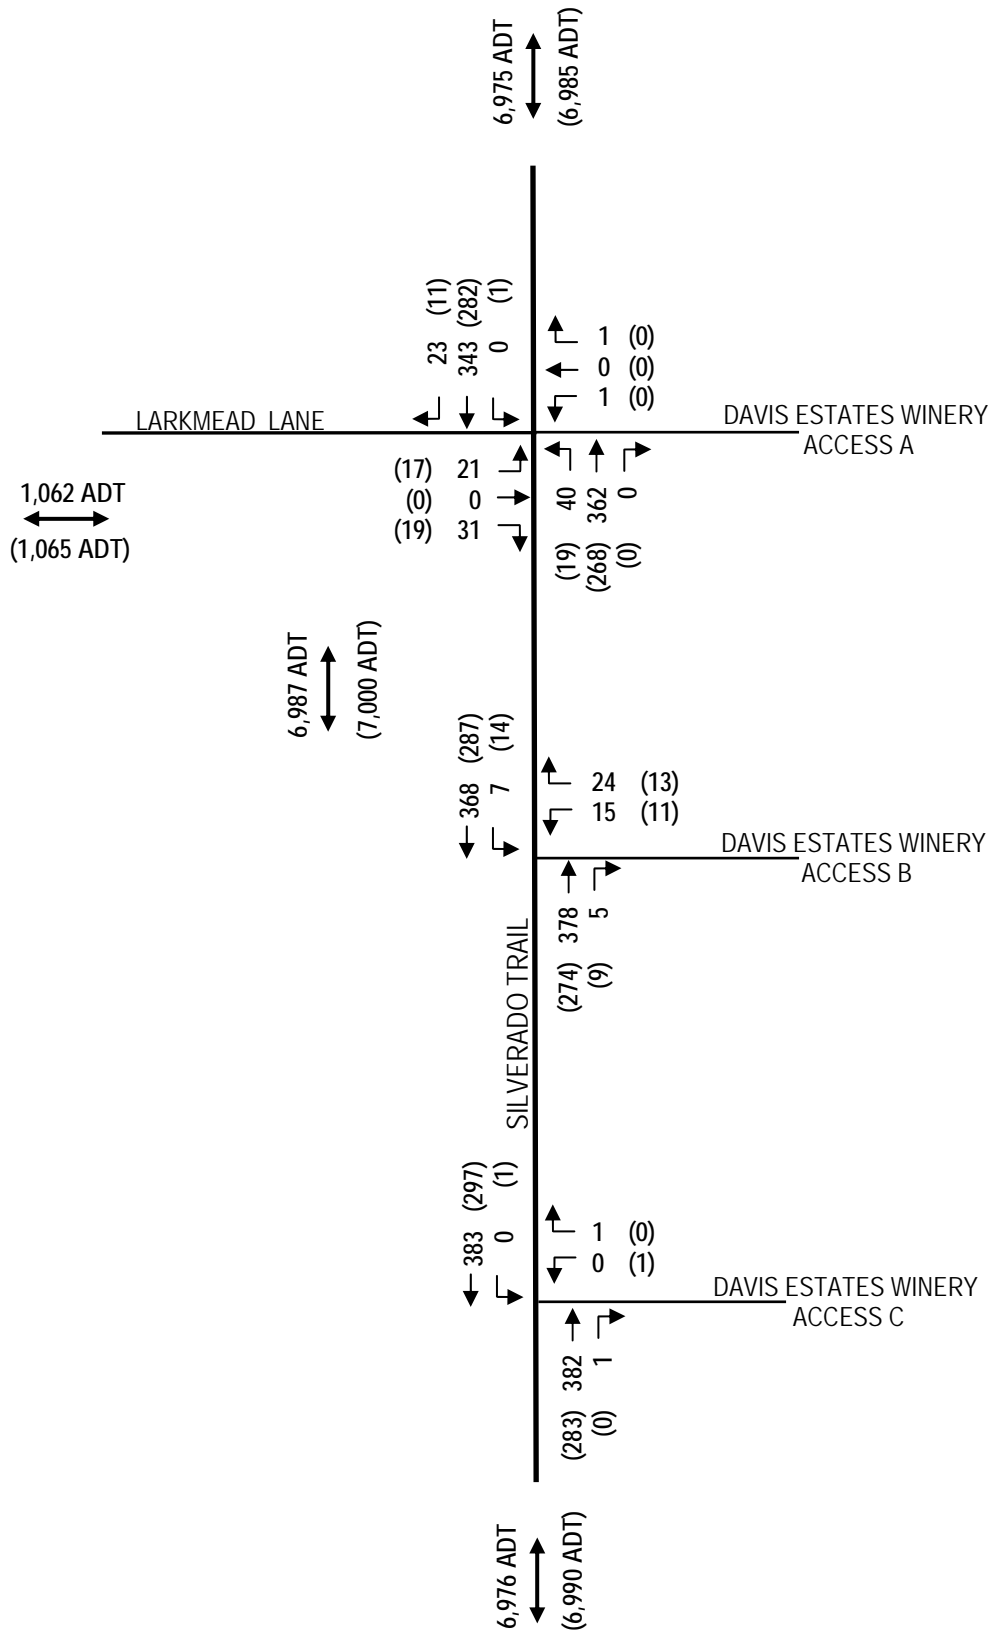 6,975 ADT
(6,985 ADT)
23 (11)
343 (282)
0 (1)
1 (0)
0 (0)
1 (0)
LARKMEAD LANE
DAVIS ESTATES WINERY
ACCESS A
(17) 21
(0) 0
(19) 31
(19) 40
(268) 362
(0) 0
1,062 ADT
(1,065 ADT)
6,987 ADT
(7,000 ADT)
368 (287)
7 (14)
24 (13)
15 (11)
DAVIS ESTATES WINERY
ACCESS B
(274) 378
(9) 5
SILVERADO TRAIL
383 (297)
0 (1)
1 (0)
0 (1)
DAVIS ESTATES WINERY
ACCESS C
(283) 382
(0) 1
6,976 ADT
(6,990 ADT)